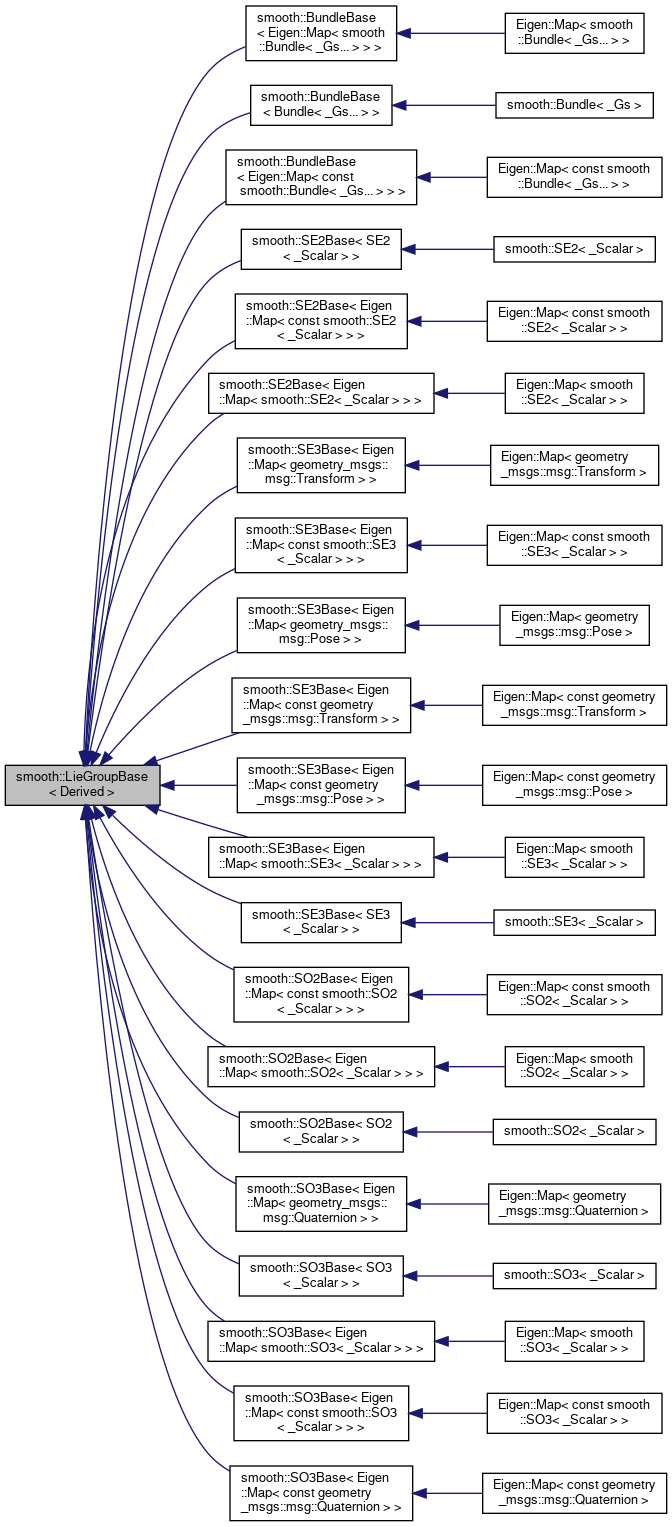 smooth::BundleBase
< Eigen::Map< smooth
::Bundle< _Gs... > > >
Eigen::Map< smooth
::Bundle< _Gs... > >
smooth::BundleBase
< Bundle< _Gs... > >
smooth::Bundle< _Gs >
smooth::BundleBase
< Eigen::Map< const
smooth::Bundle< _Gs... > > >
Eigen::Map< const smooth
::Bundle< _Gs... > >
smooth::SE2Base< SE2
< _Scalar > >
smooth::SE2< _Scalar >
smooth::SE2Base< Eigen
::Map< const smooth::SE2
< _Scalar > > >
Eigen::Map< const smooth
::SE2< _Scalar > >
smooth::SE2Base< Eigen
::Map< smooth::SE2< _Scalar > > >
Eigen::Map< smooth
::SE2< _Scalar > >
smooth::SE3Base< Eigen
::Map< geometry_msgs::
msg::Transform > >
Eigen::Map< geometry
_msgs::msg::Transform >
smooth::SE3Base< Eigen
::Map< const smooth::SE3
< _Scalar > > >
Eigen::Map< const smooth
::SE3< _Scalar > >
smooth::SE3Base< Eigen
::Map< geometry_msgs::
msg::Pose > >
Eigen::Map< geometry
_msgs::msg::Pose >
smooth::SE3Base< Eigen
::Map< const geometry
_msgs::msg::Transform > >
Eigen::Map< const geometry
_msgs::msg::Transform >
smooth::LieGroupBase
< Derived >
smooth::SE3Base< Eigen
::Map< const geometry
_msgs::msg::Pose > >
Eigen::Map< const geometry
_msgs::msg::Pose >
smooth::SE3Base< Eigen
::Map< smooth::SE3< _Scalar > > >
Eigen::Map< smooth
::SE3< _Scalar > >
smooth::SE3Base< SE3
< _Scalar > >
smooth::SE3< _Scalar >
smooth::SO2Base< Eigen
::Map< const smooth::SO2
< _Scalar > > >
Eigen::Map< const smooth
::SO2< _Scalar > >
smooth::SO2Base< Eigen
::Map< smooth::SO2< _Scalar > > >
Eigen::Map< smooth
::SO2< _Scalar > >
smooth::SO2Base< SO2
< _Scalar > >
smooth::SO2< _Scalar >
smooth::SO3Base< Eigen
::Map< geometry_msgs::
msg::Quaternion > >
Eigen::Map< geometry
_msgs::msg::Quaternion >
smooth::SO3Base< SO3
< _Scalar > >
smooth::SO3< _Scalar >
smooth::SO3Base< Eigen
::Map< smooth::SO3< _Scalar > > >
Eigen::Map< smooth
::SO3< _Scalar > >
smooth::SO3Base< Eigen
::Map< const smooth::SO3
< _Scalar > > >
Eigen::Map< const smooth
::SO3< _Scalar > >
smooth::SO3Base< Eigen
::Map< const geometry
_msgs::msg::Quaternion > >
Eigen::Map< const geometry
_msgs::msg::Quaternion >